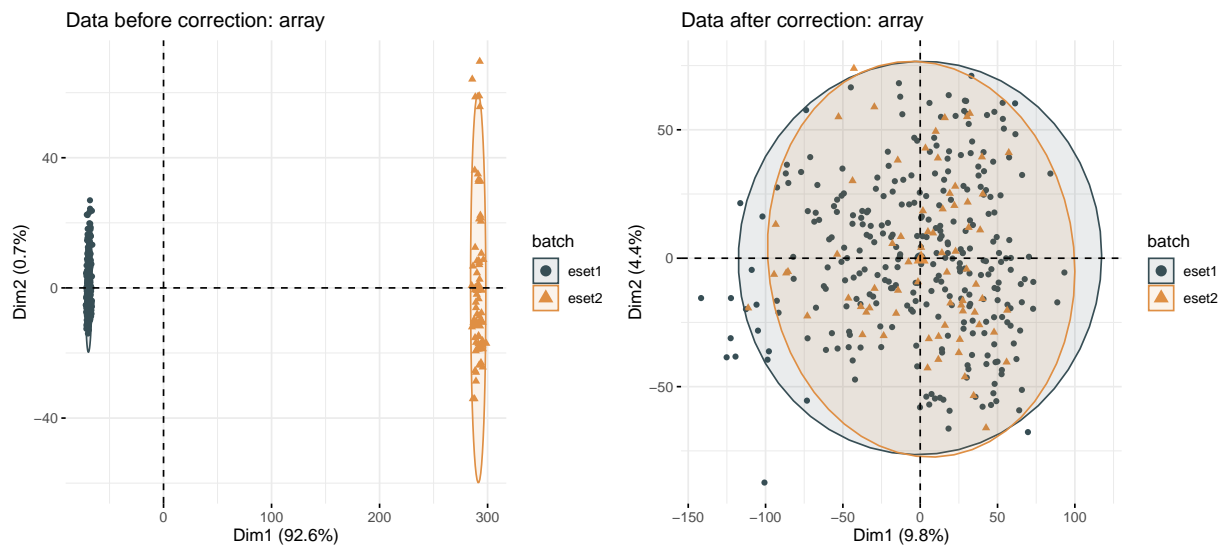 Data before correction: array
Dim2 (0.7%)
40
0
−40
0
100
200
300
Dim1 (92.6%)
batch
eset1
eset2
Data after correction: array
Dim2 (4.4%)
50
0
−50
−150
−100
−50
0
50
100
Dim1 (9.8%)
batch
eset1
eset2